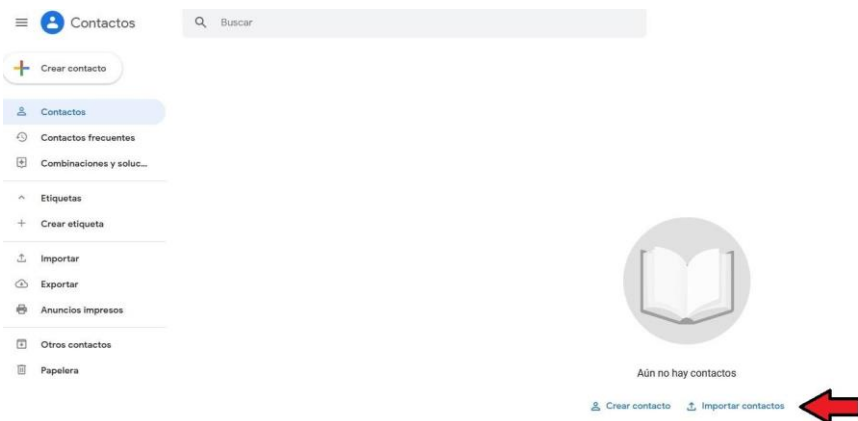 Contactos
Buscar
Crear contacto
Contactos
Contactos frecuentes
Combinaciones y soluc...
Etiquetas
Crear etiqueta
Importar
Exportar
Anuncios impresos
Otros contactos
Papelera
Aún no hay contactos
Crear contacto Importar contactos